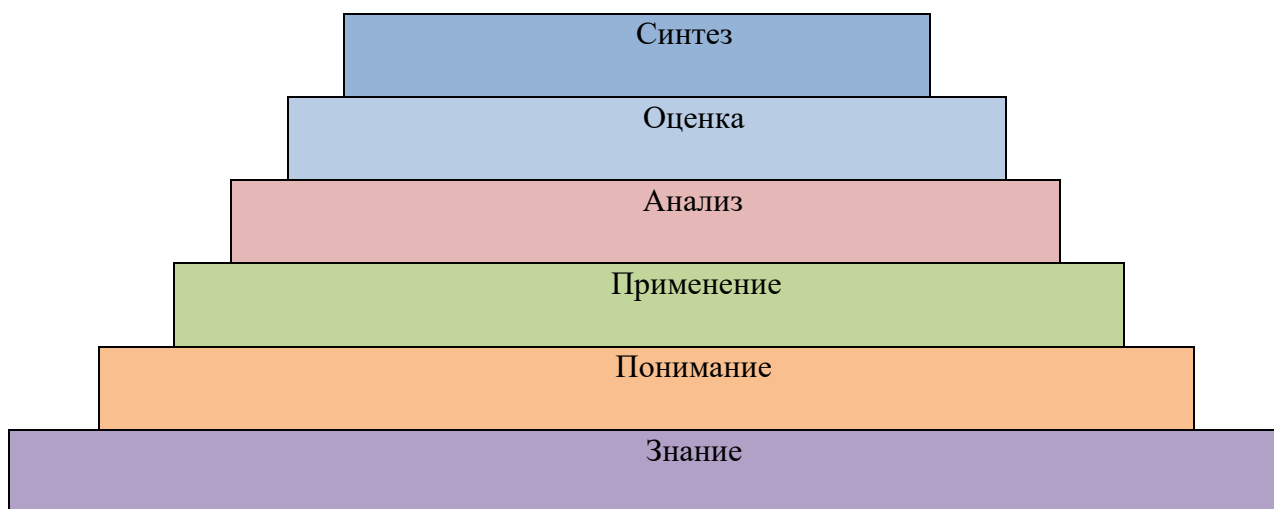 Синтез
Оценка
Анализ
Применение
Понимание
Знание